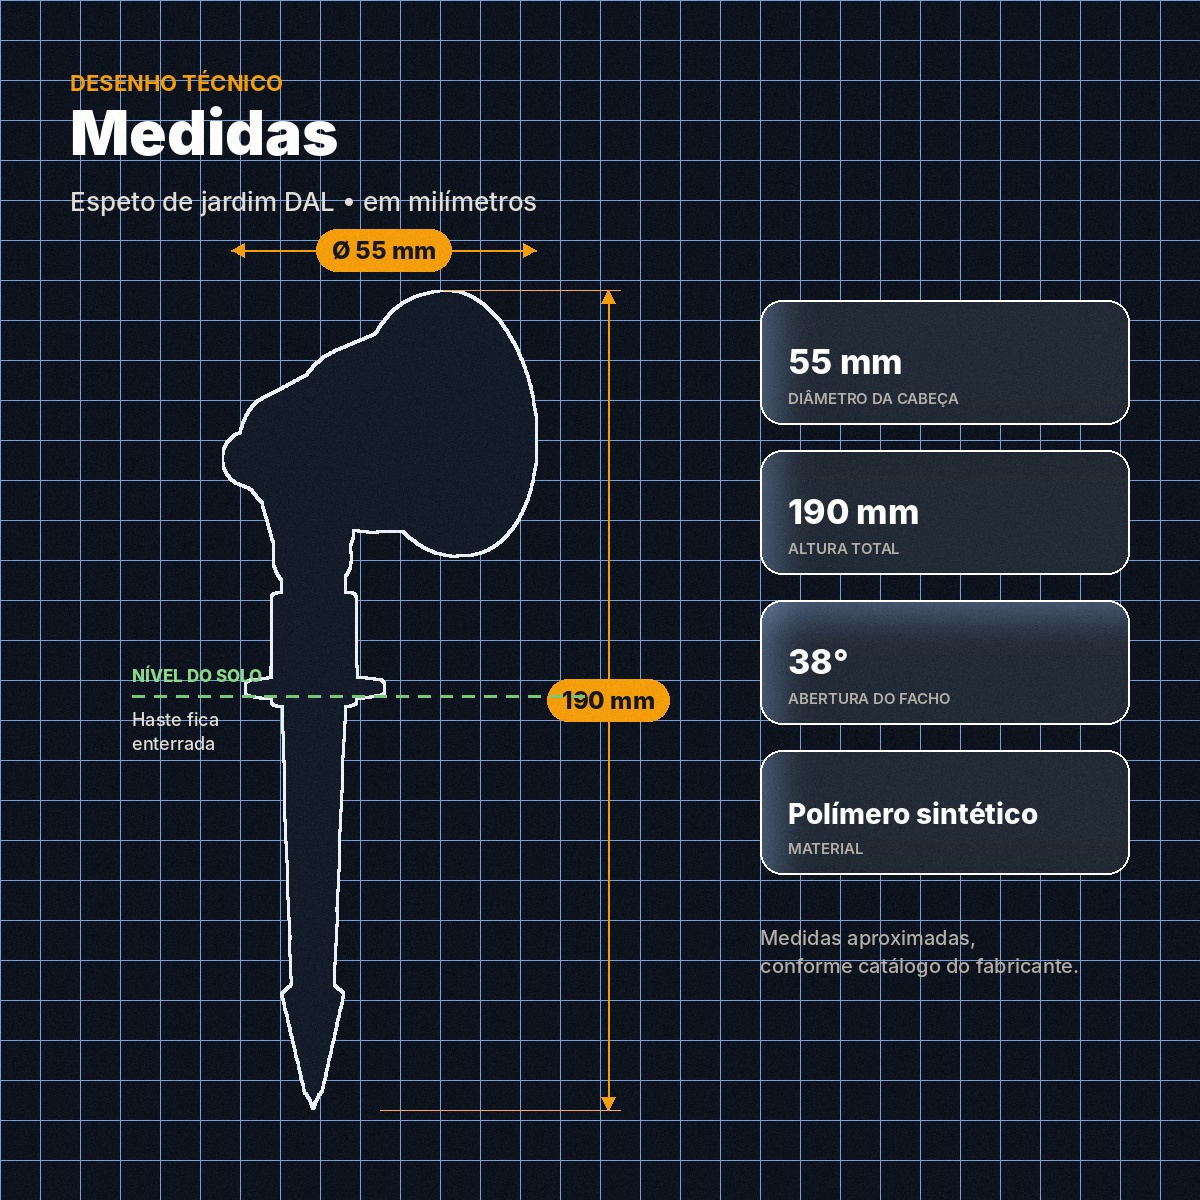 DESENHO TÉCNICO
Medidas
Espeto de jardim DAL • em milímetros
Ø 55 mm
55 mm
DIÂMETRO DA CABEÇA
190 mm
ALTURA TOTAL
38°
ABERTURA DO FACHO
NÍVEL DO SOLO
190 mm
Haste fica
enterrada
Polímero sintético
MATERIAL
Medidas aproximadas,
conforme catálogo do fabricante.